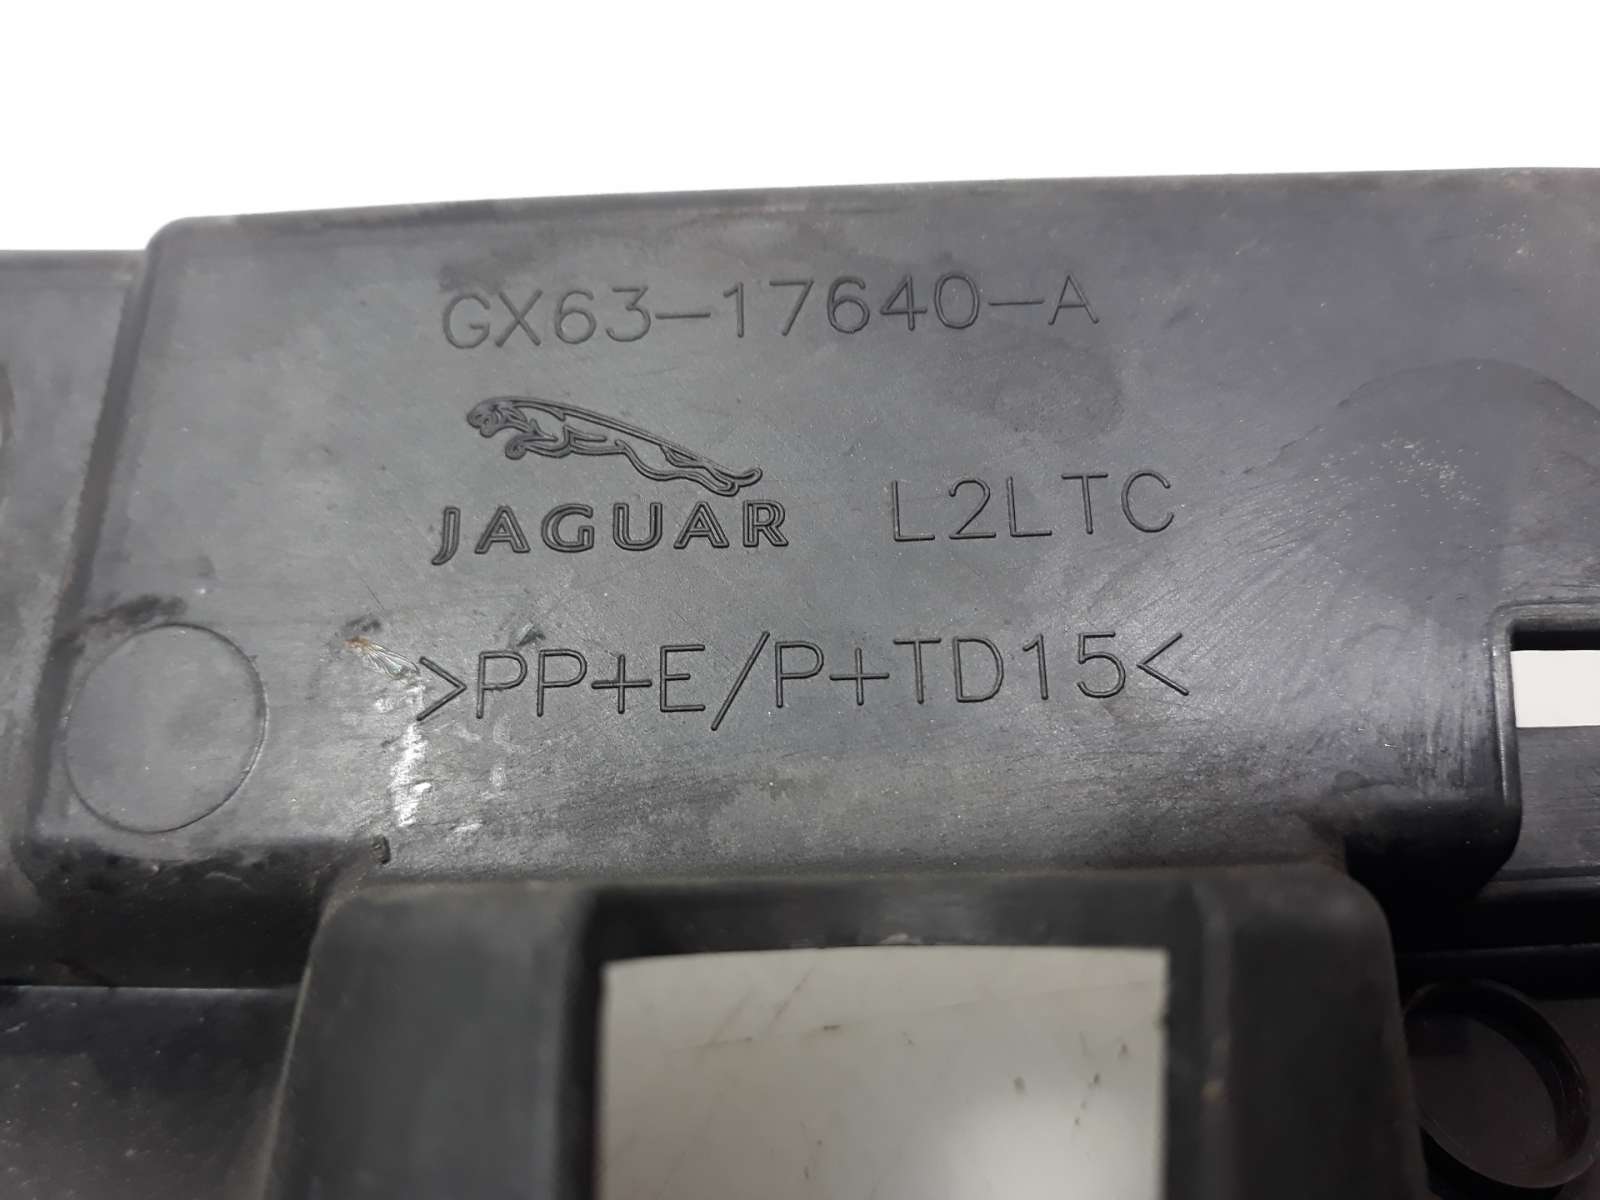 GX63-17640-A
JAGUAR L2LTC
>PP+E/P+TD15<